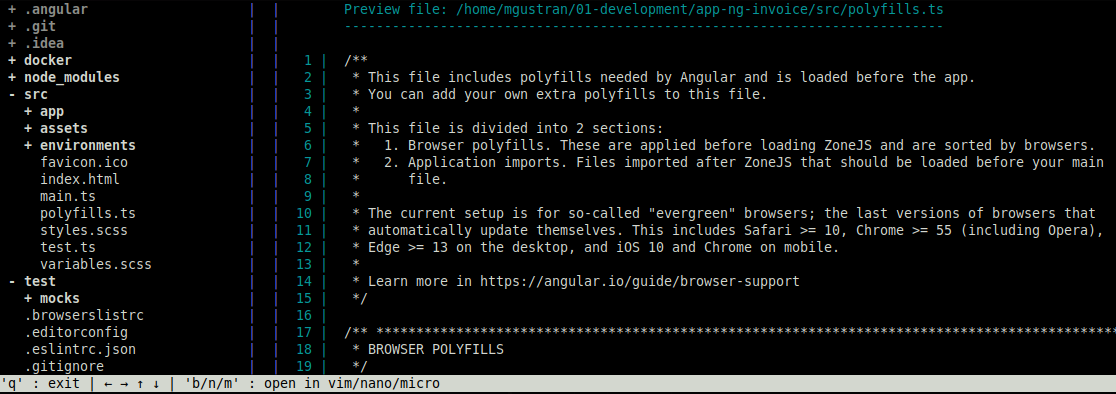 + .angular | | Preview file: /home/mgustran/01-development/app-ng-invoice/src/polyfills.ts
+ .git | | ---------------------------------------------------------------------------
+ .idea | |
+ docker | | 1 | /**
+ node_modules | | 2 | * This file includes polyfills needed by Angular and is loaded before the app.
- src | | 3 | * You can add your own extra polyfills to this file.
+ app | | 4 | *
+ assets | | 5 | * This file is divided into 2 sections:
+ environments | | 6 | * 1. Browser polyfills. These are applied before loading ZoneJS and are sorted by browsers.
favicon.ico | | 7 | * 2. Application imports. Files imported after ZoneJS that should be loaded before your main
index.html | | 8 | * file.
main.ts | | 9 | *
polyfills.ts | | 10 | * The current setup is for so-called "evergreen" browsers; the last versions of browsers that
styles.scss | | 11 | * automatically update themselves. This includes Safari >= 10, Chrome >= 55 (including Opera),
test.ts | | 12 | * Edge >= 13 on the desktop, and iOS 10 and Chrome on mobile.
variables.scss | | 13 | *
- test | | 14 | * Learn more in https://angular.io/guide/browser-support
+ mocks | | 15 | */
.browserslistrc | | 16 |
.editorconfig | | 17 | /** *********************************************************************************************
.eslintrc.json | | 18 | * BROWSER POLYFILLS
.gitignore | | 19 | */
'q' : exit | ← → ↑ ↓ | 'b/n/m' : open in vim/nano/micro